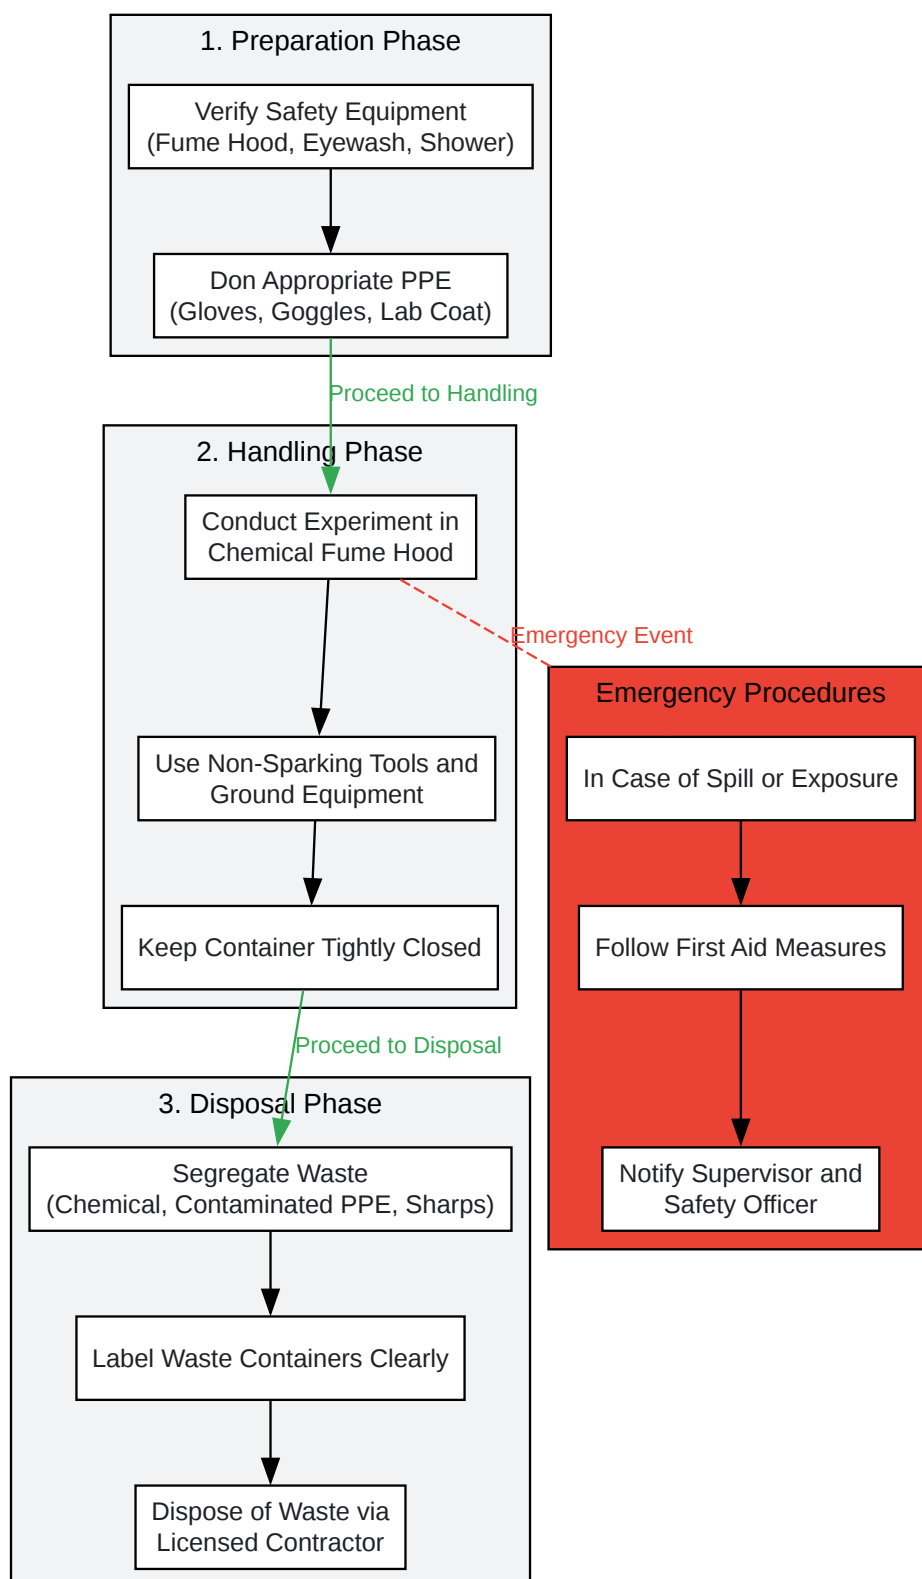 1. Preparation Phase
Verify Safety Equipment
(Fume Hood, Eyewash, Shower)
Don Appropriate PPE
(Gloves, Goggles, Lab Coat)
Proceed to Handling
2. Handling Phase
Conduct Experiment in
Chemical Fume Hood
Emergency Event
Use Non-Sparking Tools and
Ground Equipment
Keep Container Tightly Closed
Emergency Procedures
In Case of Spill or Exposure
Follow First Aid Measures
Notify Supervisor and
Safety Officer
Proceed to Disposal
3. Disposal Phase
Segregate Waste
(Chemical, Contaminated PPE, Sharps)
Label Waste Containers Clearly
Dispose of Waste via
Licensed Contractor